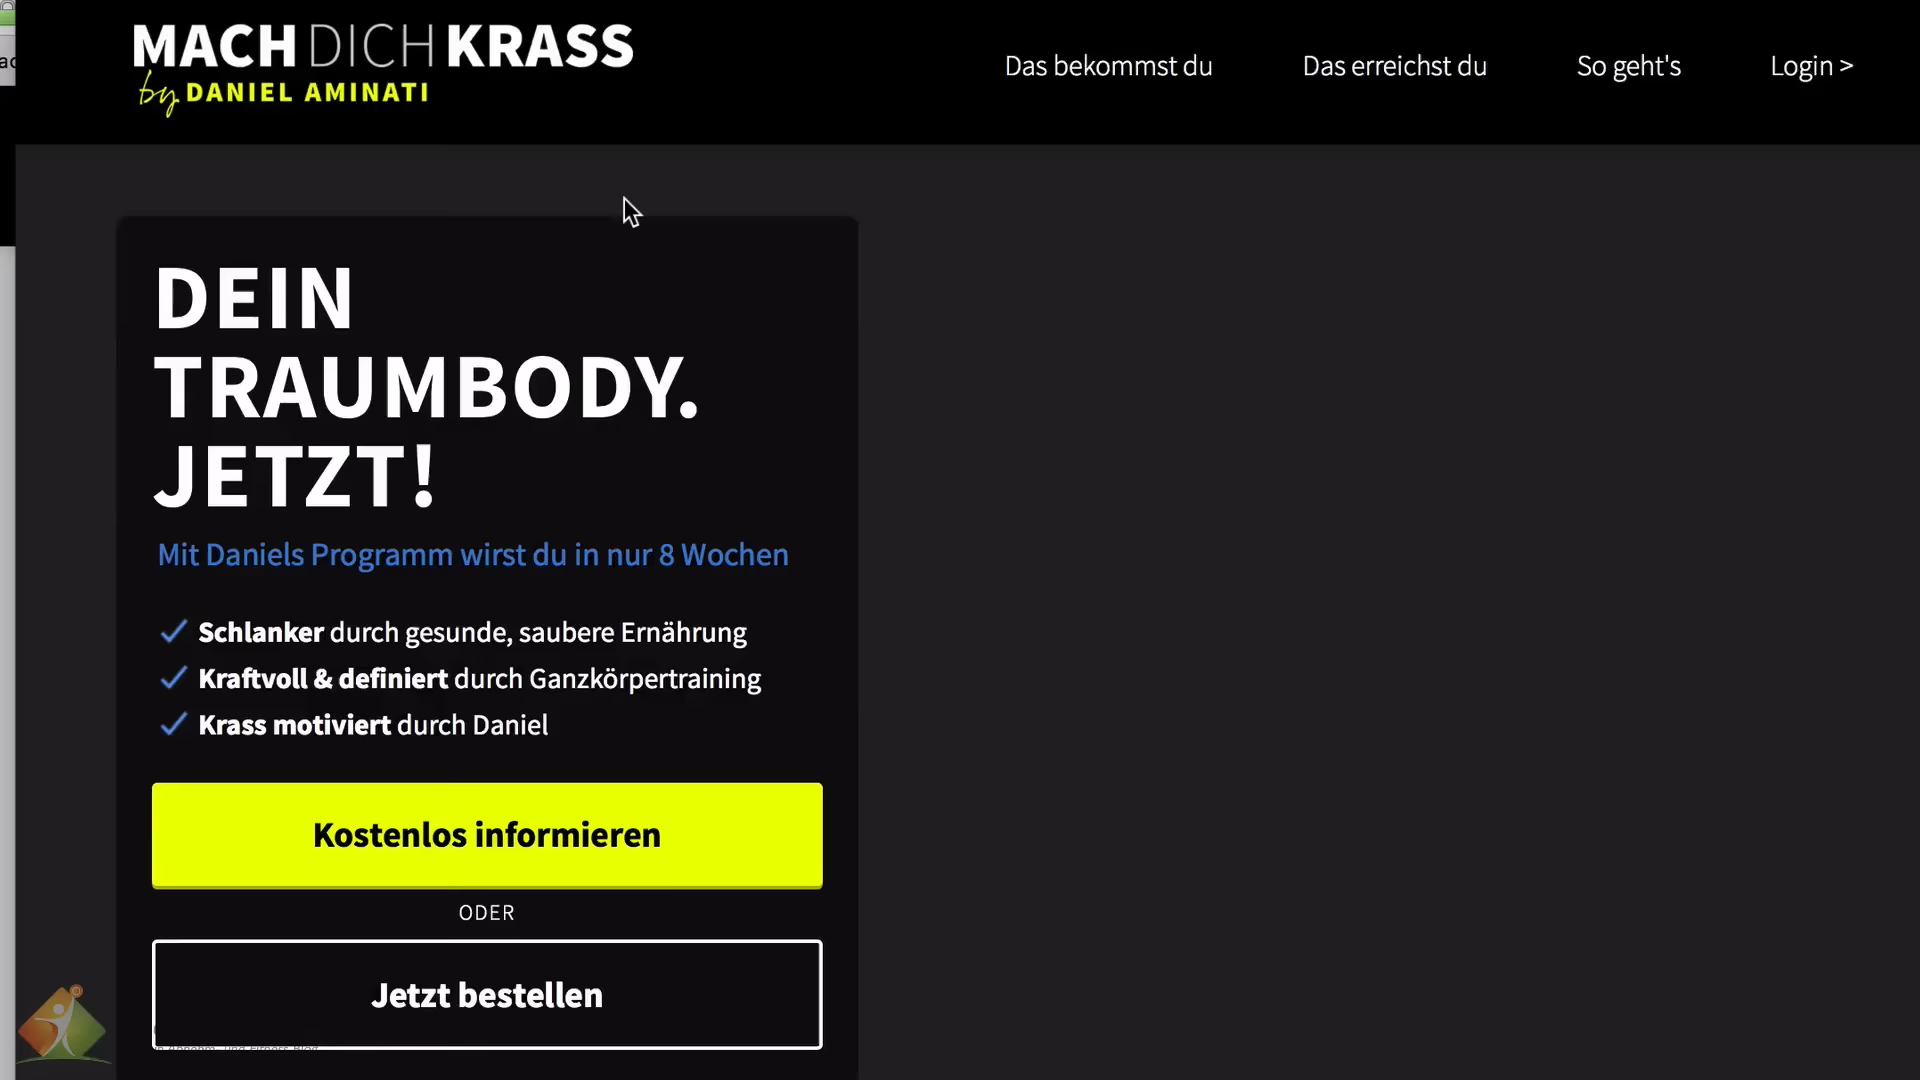 MACH DICH KRASS
by DANIEL AMINATI
Das bekommst du
Das erreichst du
So geht's
Login >
DEIN
TRAUMBODY.
JETZT!
Mit Daniels Programm wirst du in nur 8 Wochen
Schlanker durch gesunde, saubere Ernährung
Kraftvoll & definiert durch Ganzkörpertraining
Krass motiviert durch Daniel
Kostenlos informieren
ODER
Jetzt bestellen